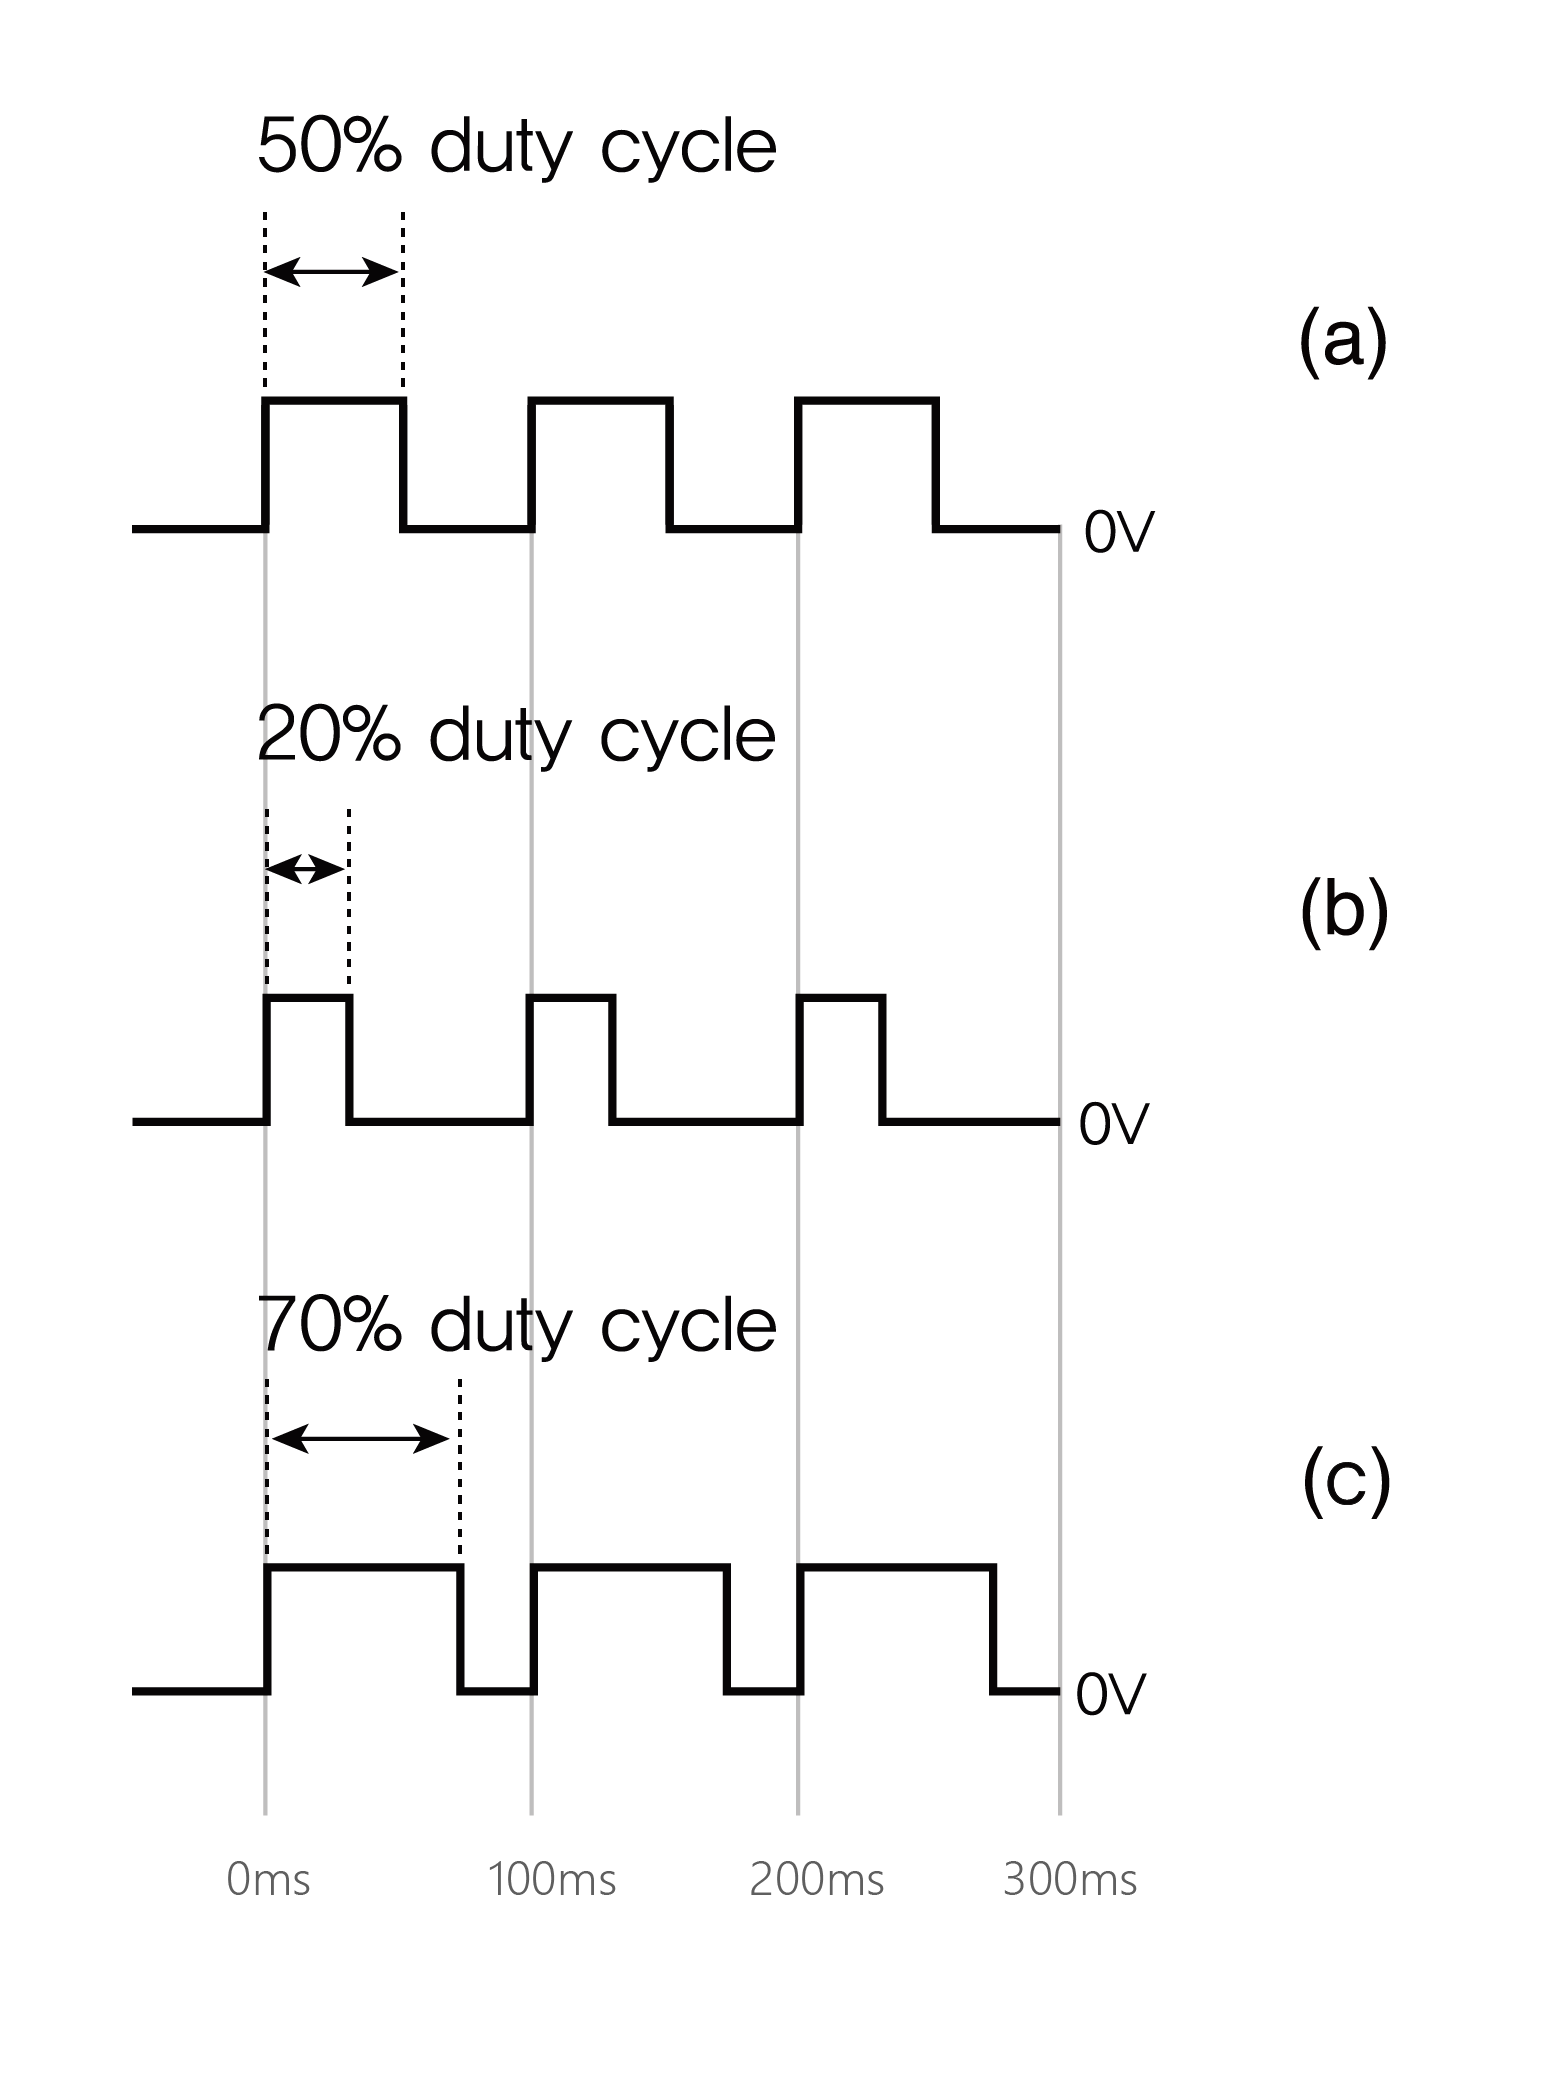 50% duty cycle
(a)
0V
20% duty cycle
(b)
0V
70% duty cycle
(c)
0V
0ms 100ms 200ms 300ms